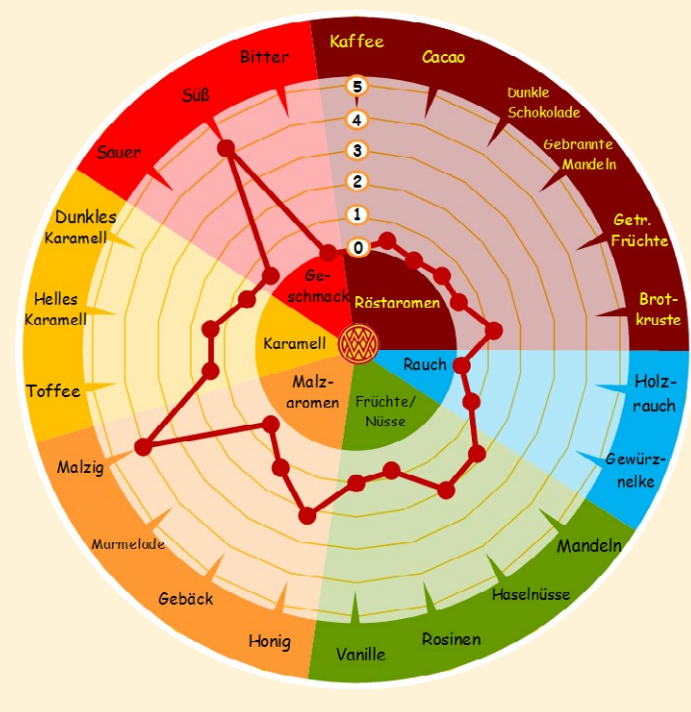 Kaffee
Cacao
Dunkle
Schokolade
Gebrannte
Mandeln
Getr.
Früchte
Brot-
kruste
Holz-
rauch
Gewürz-
nelke
Mandeln
Haselnüsse
Rosinen
Vanille
Honig
Gebäck
Marmelade
Malzig
Toffee
Helles
Karamell
Dunkles
Karamell
Sauer
Süß
Bitter
5
4
3
2
1
0
Ge-
schmack
Röstaromen
Karamell
Rauch
Malz-
aromen
Früchte/
Nüsse